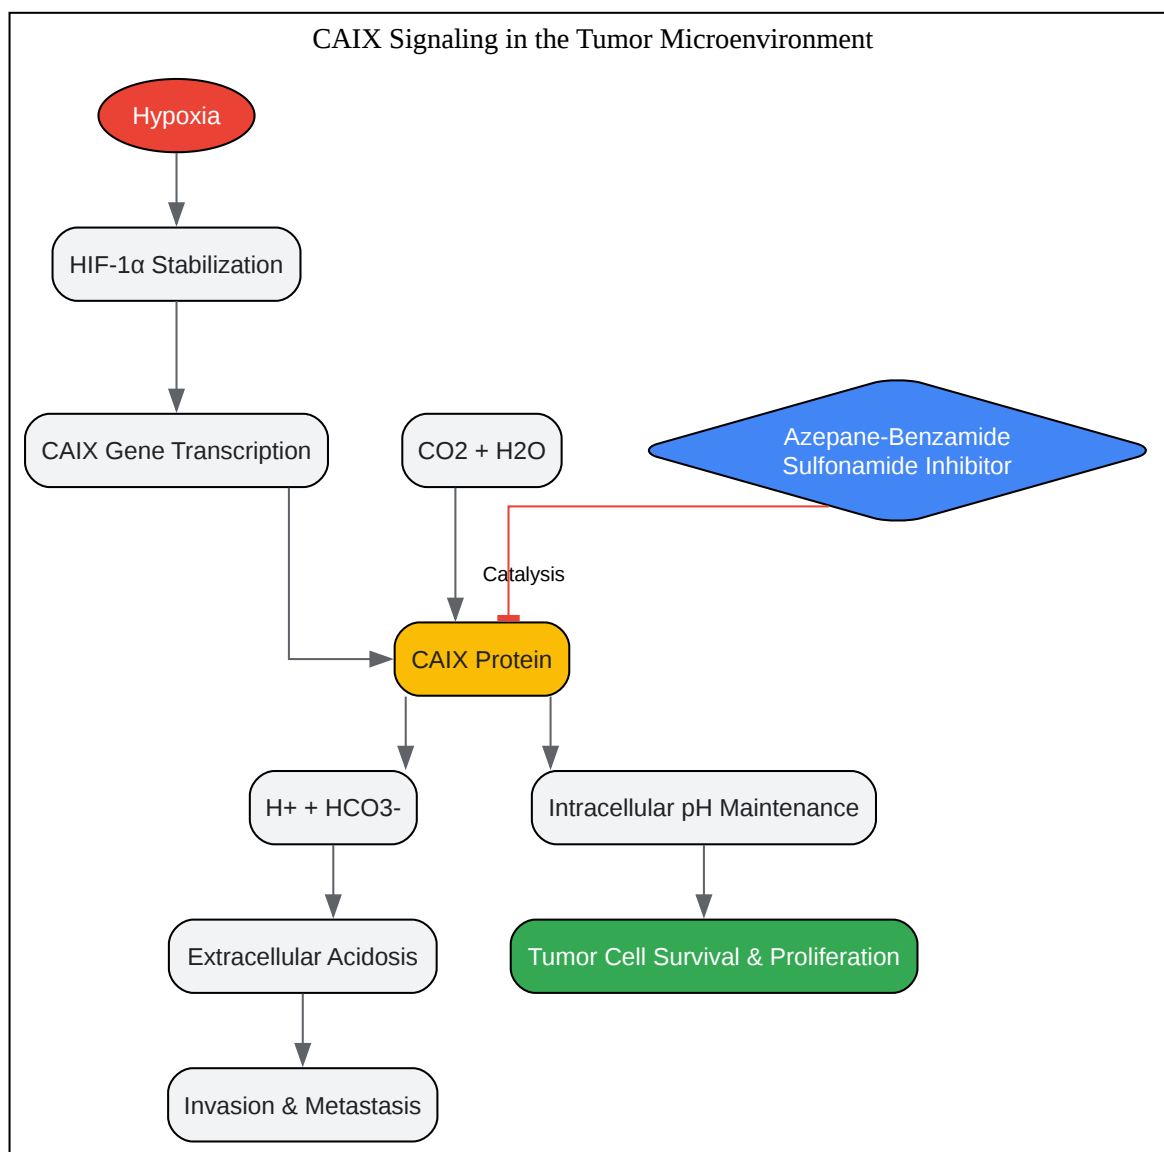 CAIX Signaling in the Tumor Microenvironment
Hypoxia
HIF-1α Stabilization
CAIX Gene Transcription
CO2 + H2O
Azepane-Benzamide
Sulfonamide Inhibitor
Catalysis
CAIX Protein
H+ + HCO3-
Intracellular pH Maintenance
Extracellular Acidosis
Tumor Cell Survival & Proliferation
Invasion & Metastasis